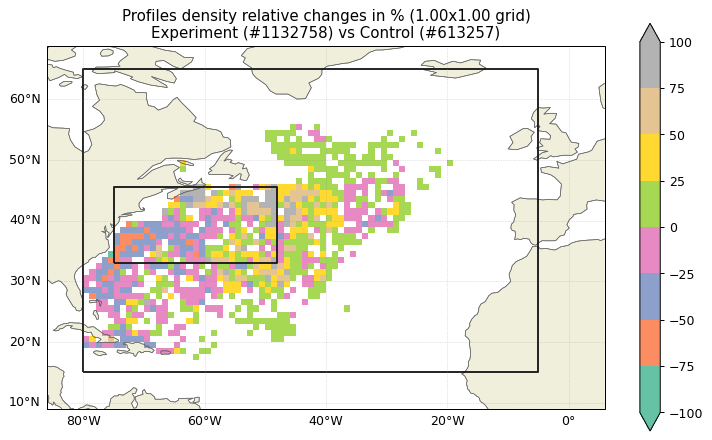 Profiles density relative changes in % (1.00x1.00 grid)
Experiment (#1132758) vs Control (#613257)
60°N
50°N
40°N
30°N
20°N
10°N
80°W
60°W
40°W
20°W
0°
100
75
50
25
0
−25
−50
−75
−100